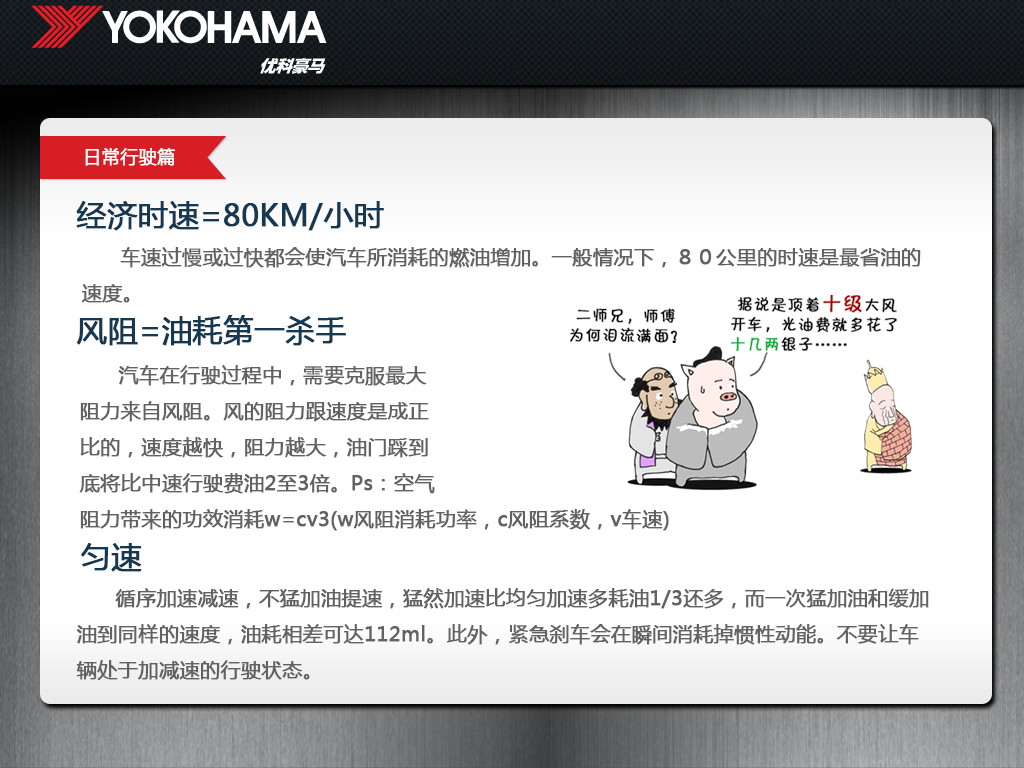 YOKOHAMA
优科豪马
日常行驶篇
经济时速=80KM/小时
车速过慢或过快都会使汽车所消耗的燃油增加。一般情况下，８０公里的时速是最省油的
速度。
风阻=油耗第一杀手
二师兄，师傅
为何泪流满面?
据说是顶着十级大风
开车，光油费就多花了
十几两银子……
汽车在行驶过程中，需要克服最大
阻力来自风阻。风的阻力跟速度是成正
比的，速度越快，阻力越大，油门踩到
底将比中速行驶费油2至3倍。Ps：空气
阻力带来的功效消耗w=cv3(w风阻消耗功率，c风阻系数，v车速)
匀速
循序加速减速，不猛加油提速，猛然加速比均匀加速多耗油1/3还多，而一次猛加油和缓加
油到同样的速度，油耗相差可达112ml。此外，紧急刹车会在瞬间消耗掉惯性动能。不要让车
辆处于加减速的行驶状态。